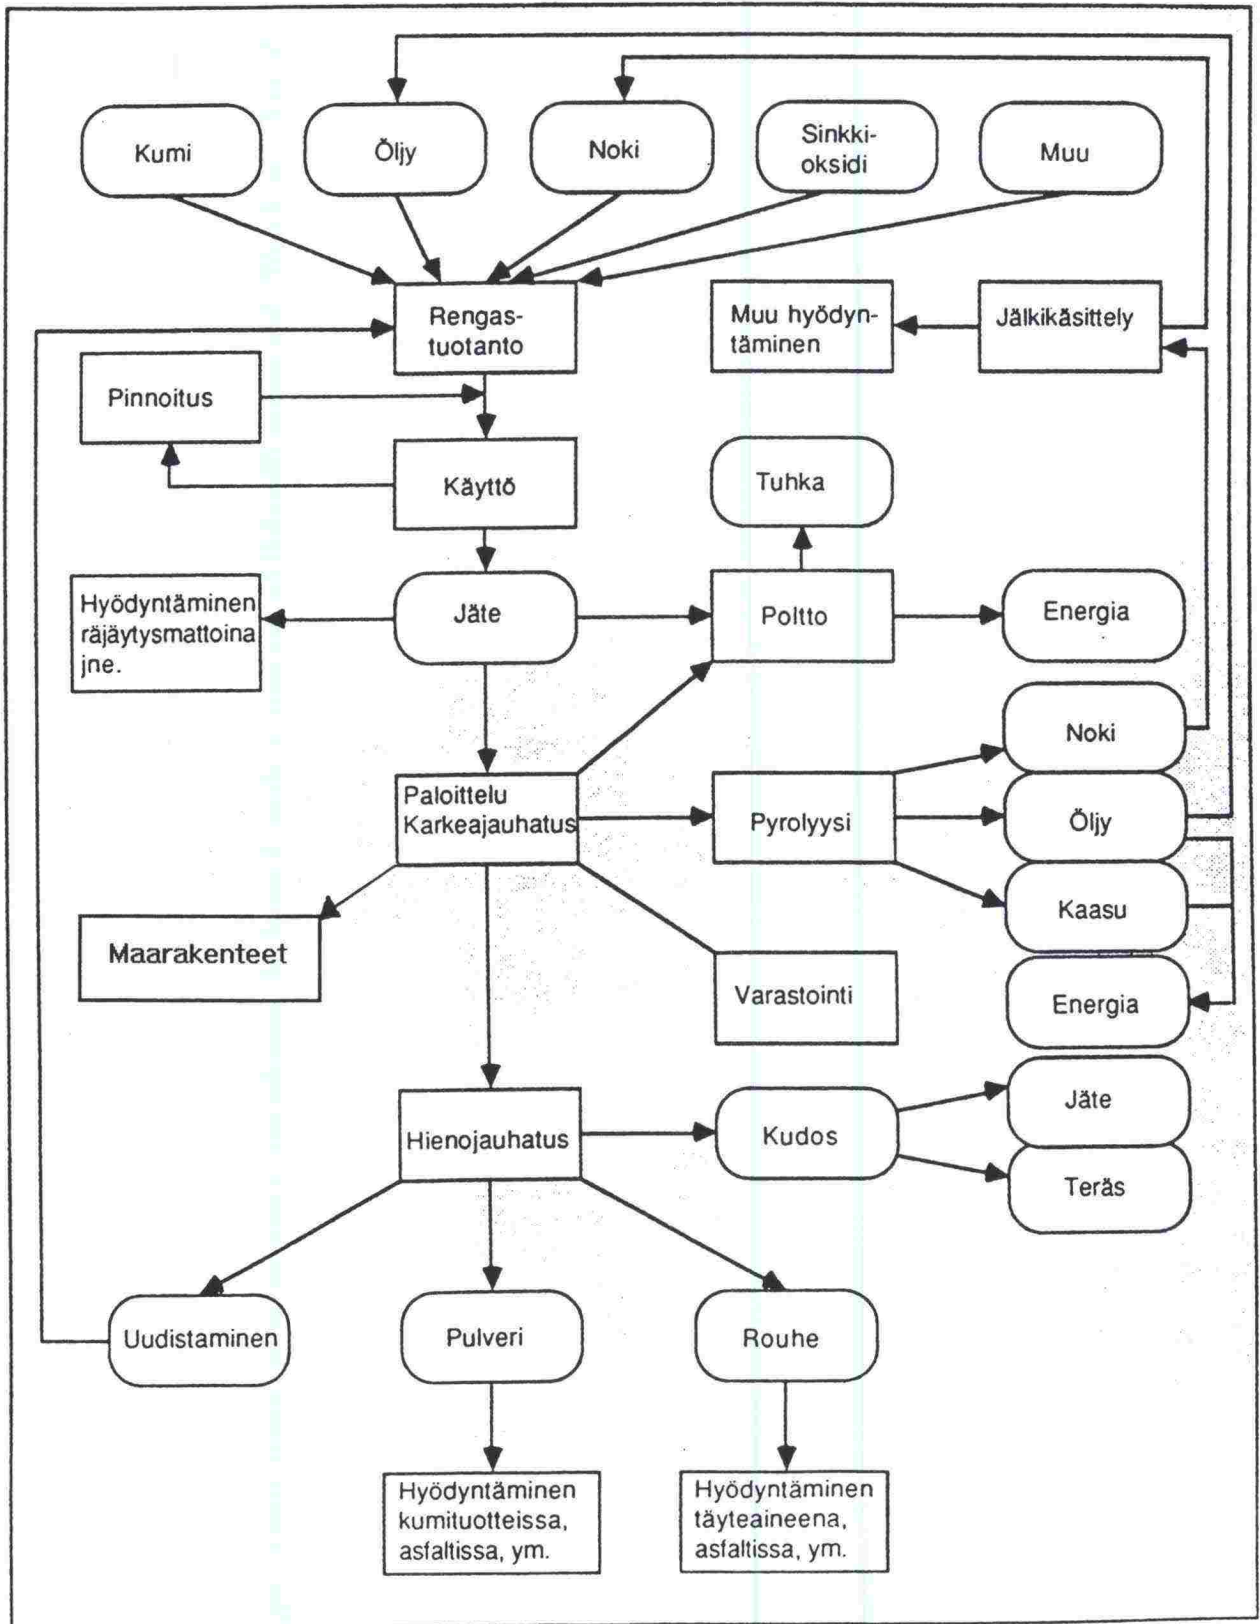 Kumi
Öljy
Noki
Sinkki-
oksidi
Muu
Rengas-
tuotanto
Muu hyödyn-
täminen
Jälkikäsittely
Pinnoitus
Käyttö
Tuhka
Hyödyntäminen
räjäytysmattoina
jne.
Jäte
Poltto
Energia
Noki
Paloittelu
Karkeajauhatus
Pyrolyysi
Öljy
Kaasu
Maarakenteet
Varastointi
Energia
Hienojauhatus
Kudos
Jäte
Teräs
Uudistaminen
Pulveri
Rouhe
Hyödyntäminen
kumituotteissa,
asfaltissa, ym.
Hyödyntäminen
täyteaineena,
asfaltissa, ym.